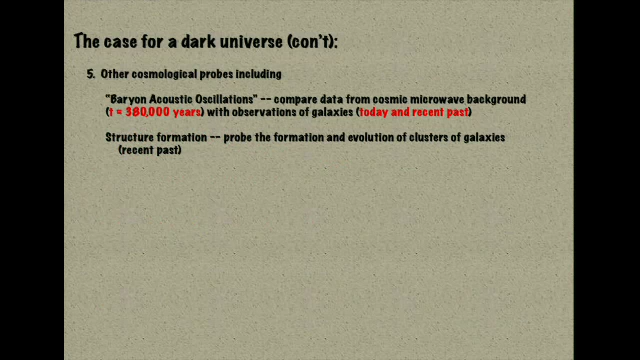 The case for a dark universe (con't):
5. Other cosmological probes including
"Baryon Acoustic Oscillations" -- compare data from cosmic microwave background
(t = 380,000 years) with observations of galaxies (today and recent past)
Structure formation -- probe the formation and evolution of clusters of galaxies
(recent past)